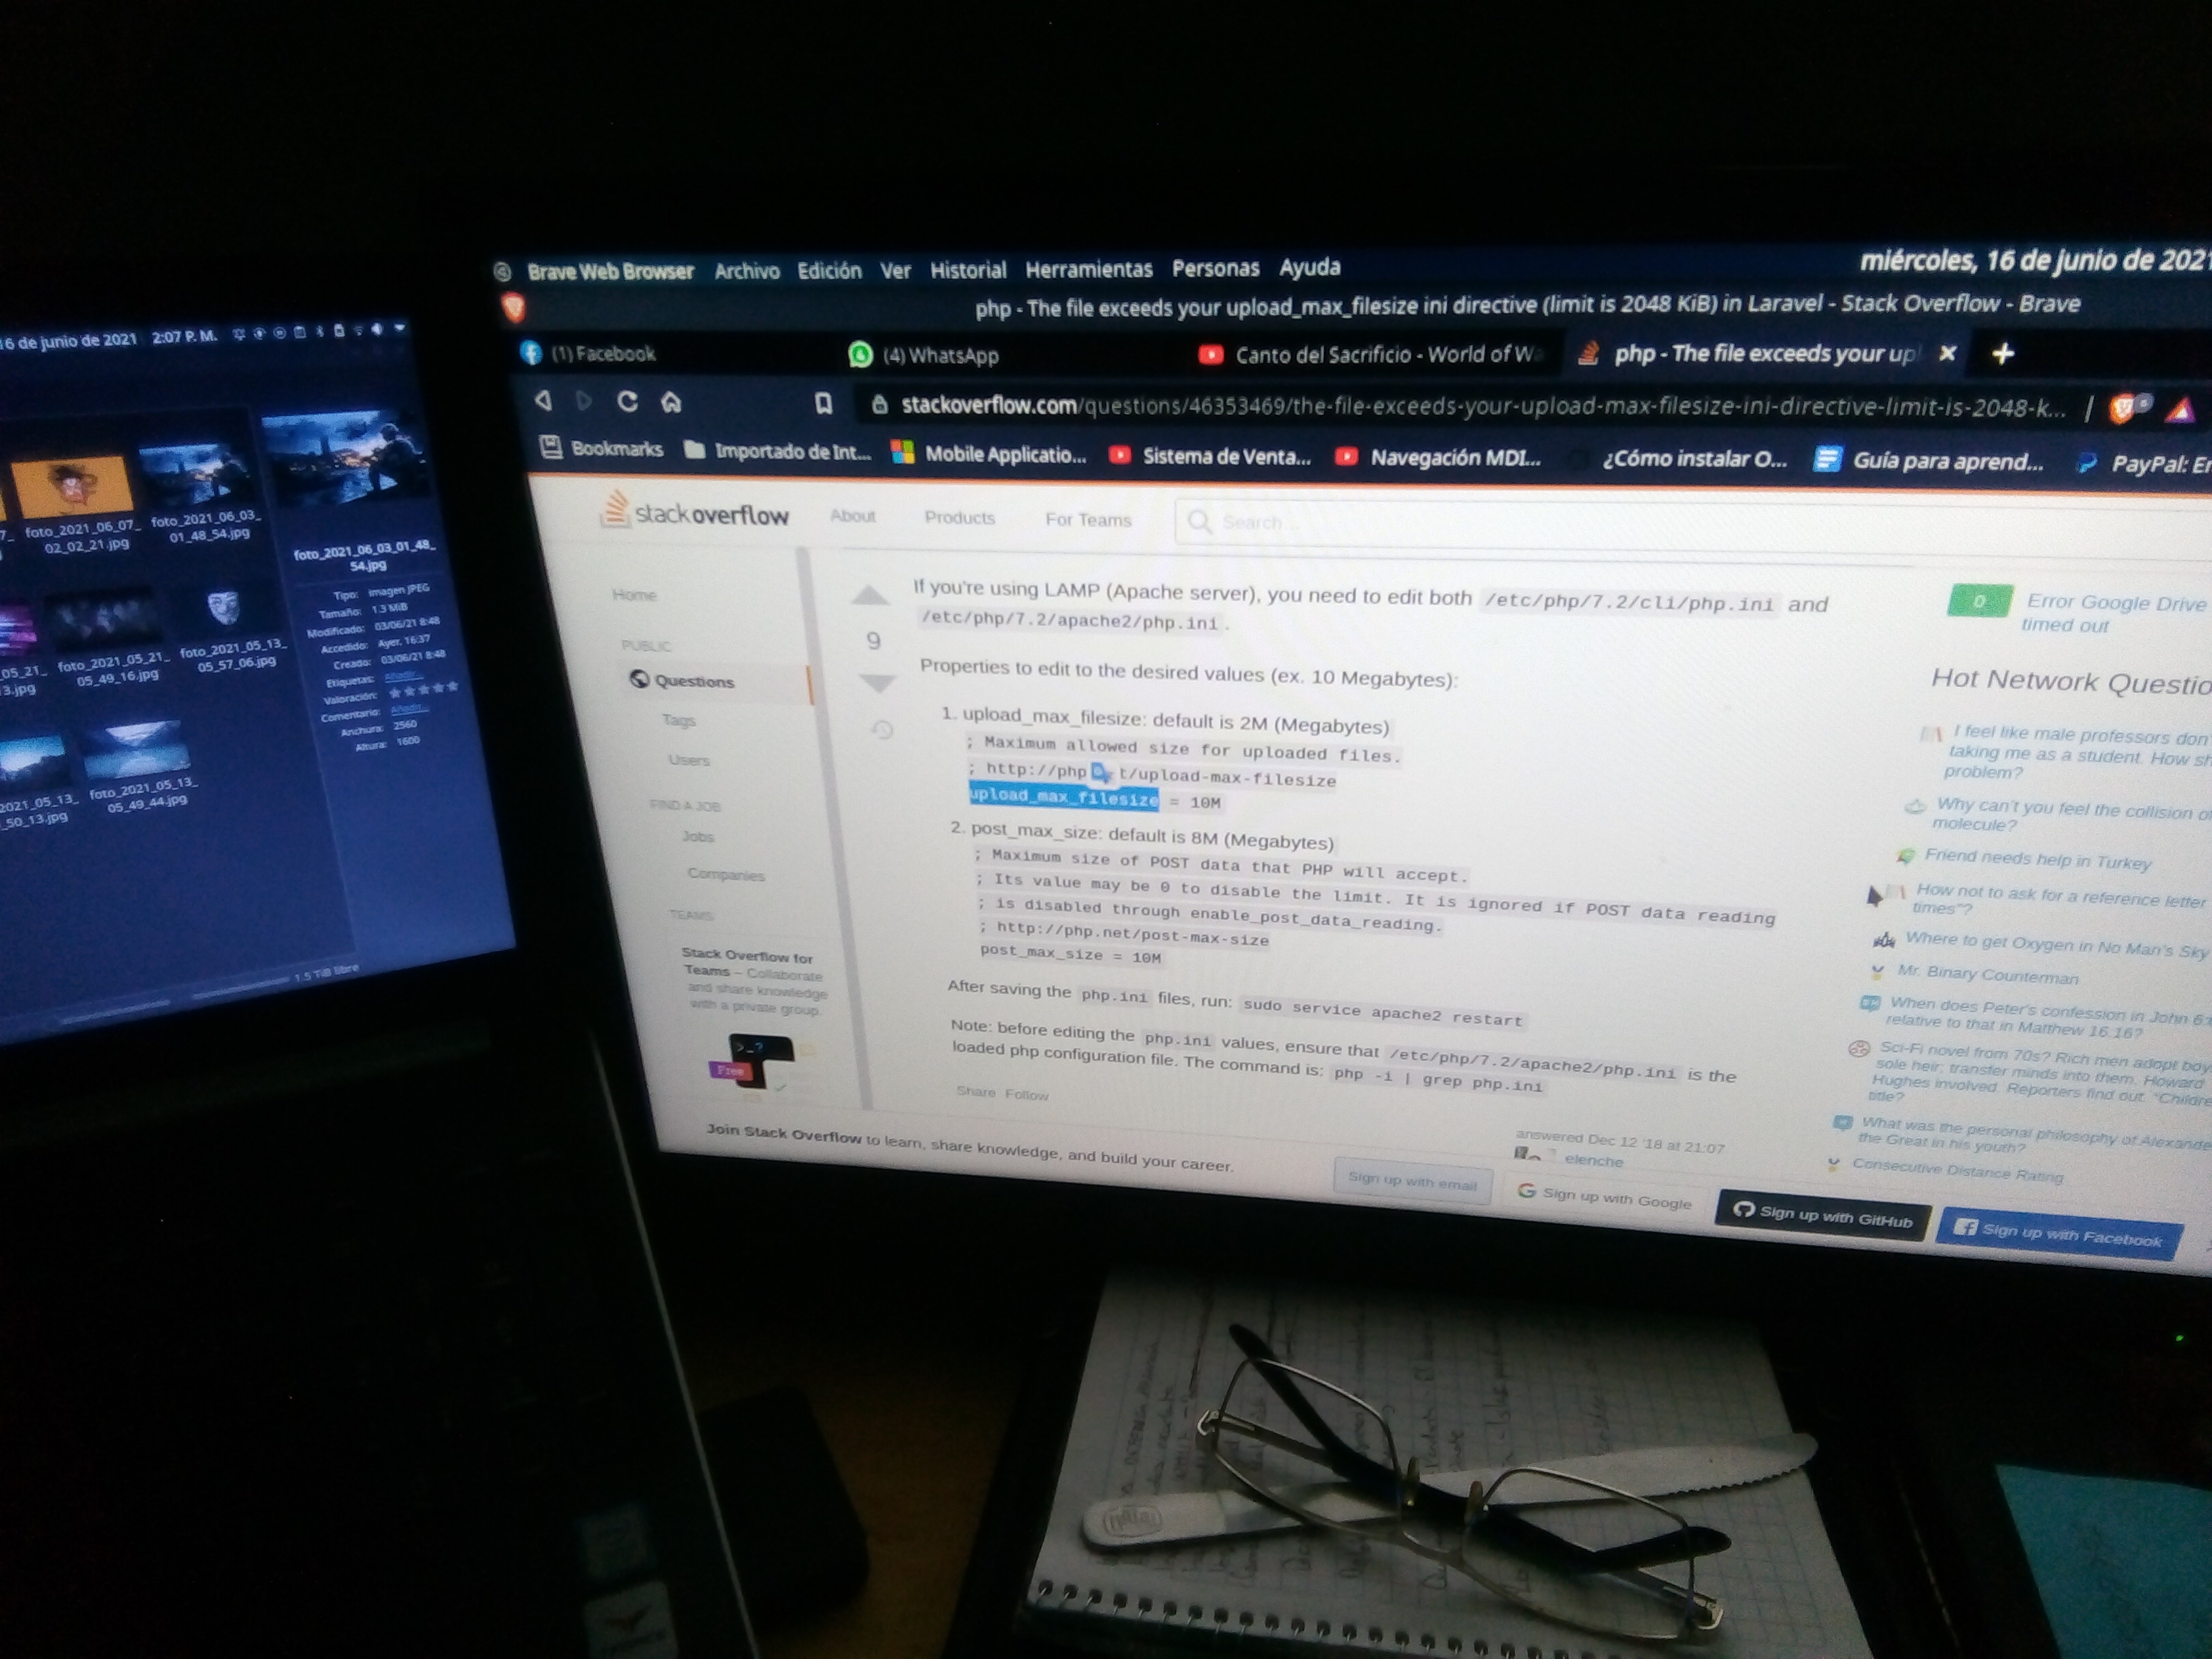 16 de junio de 2021 2:07 P. M.
foto_2021_06_07_
02_02_21.jpg
foto_2021_06_03_
01_48_54.jpg
foto_2021_06_03_01_48_
54.jpg
Tipo: imagen JPEG
Tamaño: 1.3 MiB
Modificado: 03/06/21 8:48
Accedido: Ayer, 16:37
Creado: 03/06/21 8:48
Etiquetas: Añadir...
Valoración:
Comentario: Añadir...
Anchura: 2560
Altura: 1600
05_21_
3.jpg
foto_2021_05_21_
05_49_16.jpg
foto_2021_05_13_
05_57_06.jpg
2021_05_13_
_50_13.jpg
foto_2021_05_13_
05_49_44.jpg
1.5 TiB libre
Brave Web Browser Archivo Edición Ver Historial Herramientas Personas Ayuda
miércoles, 16 de junio de 2021
php - The file exceeds your upload_max_filesize ini directive (limit is 2048 KiB) in Laravel - Stack Overflow - Brave
(1) Facebook
(4) WhatsApp
Canto del Sacrificio - World of Wa
php - The file exceeds your upl
stackoverflow.com/questions/46353469/the-file-exceeds-your-upload-max-filesize-ini-directive-limit-is-2048-k...
Bookmarks Importado de Int... Mobile Applicatio... Sistema de Venta... Navegación MDI... ¿Cómo instalar O... Guía para aprend... PayPal: En
stackoverflow About Products For Teams Search...
Home
PUBLIC
Questions
Tags
Users
FIND A JOB
Jobs
Companies
TEAMS
Stack Overflow for
Teams – Collaborate
and share knowledge
with a private group.
>_?
Free
9
If you're using LAMP (Apache server), you need to edit both /etc/php/7.2/cli/php.ini and
/etc/php/7.2/apache2/php.ini.
Properties to edit to the desired values (ex. 10 Megabytes):
1. upload_max_filesize: default is 2M (Megabytes)
; Maximum allowed size for uploaded files.
; http://php t/upload-max-filesize
upload_max_filesize = 10M
2. post_max_size: default is 8M (Megabytes)
; Maximum size of POST data that PHP will accept.
; Its value may be 0 to disable the limit. It is ignored if POST data reading
; is disabled through enable_post_data_reading.
; http://php.net/post-max-size
post_max_size = 10M
After saving the php.ini files, run: sudo service apache2 restart
Note: before editing the php.ini values, ensure that /etc/php/7.2/apache2/php.ini is the
loaded php configuration file. The command is: php -i | grep php.ini
Share Follow
answered Dec 12 '18 at 21:07
elenche
0 Error Google Drive
timed out
Hot Network Questio
I feel like male professors don'
taking me as a student. How sh
problem?
Why can't you feel the collision of
molecule?
Friend needs help in Turkey
How not to ask for a reference letter
times"?
Where to get Oxygen in No Man's Sky
Mr. Binary Counterman
When does Peter's confession in John 6:
relative to that in Matthew 16:16?
Sci-Fi novel from 70s? Rich men adopt boy
sole heir; transfer minds into them. Howard
Hughes involved. Reporters find out. "Childre
title?
What was the personal philosophy of Alexande
the Great in his youth?
Consecutive Distance Rating
Join Stack Overflow to learn, share knowledge, and build your career.
Sign up with email
Sign up with Google
Sign up with GitHub
Sign up with Facebook